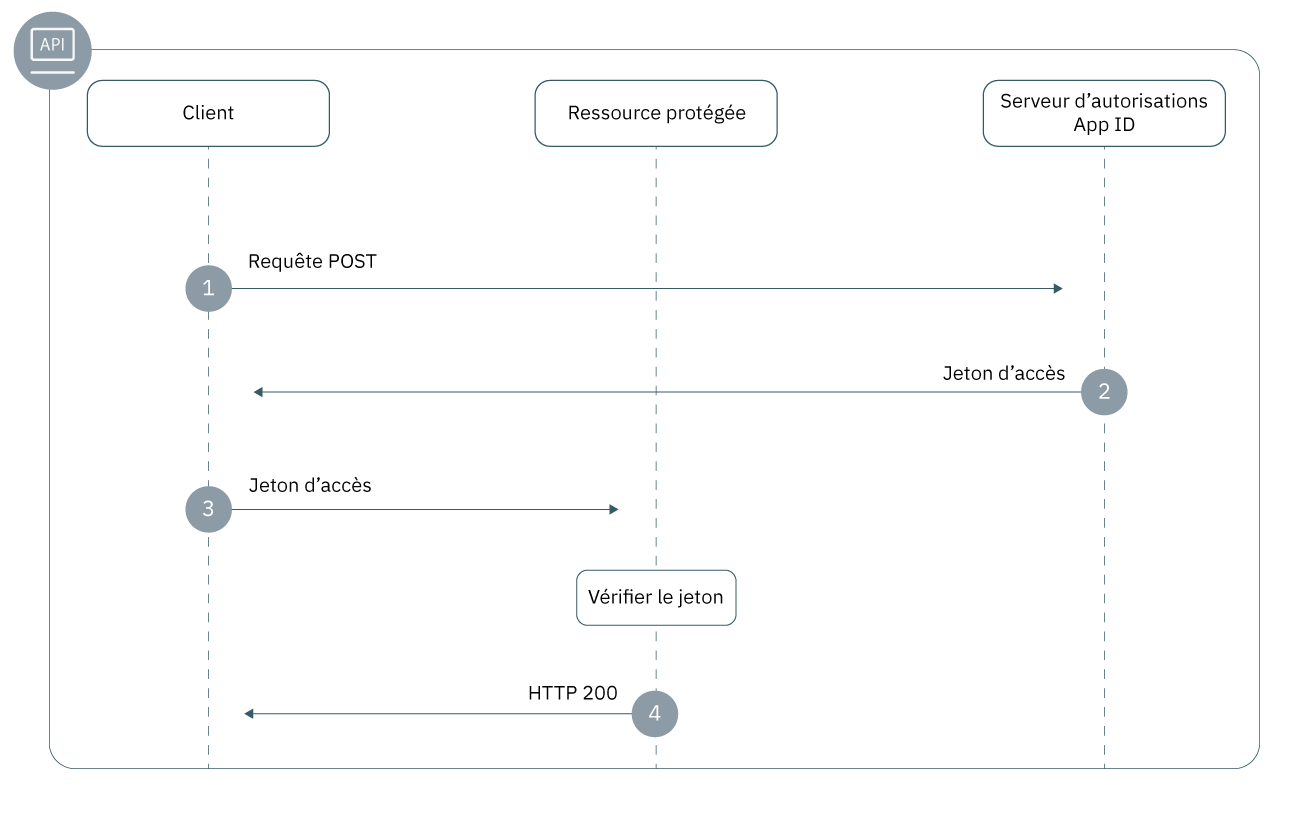 API
Client
Ressource protégée
Serveur d’autorisations
App ID
Requête POST
1
Jeton d’accès
2
Jeton d’accès
3
Vérifier le jeton
HTTP 200
4